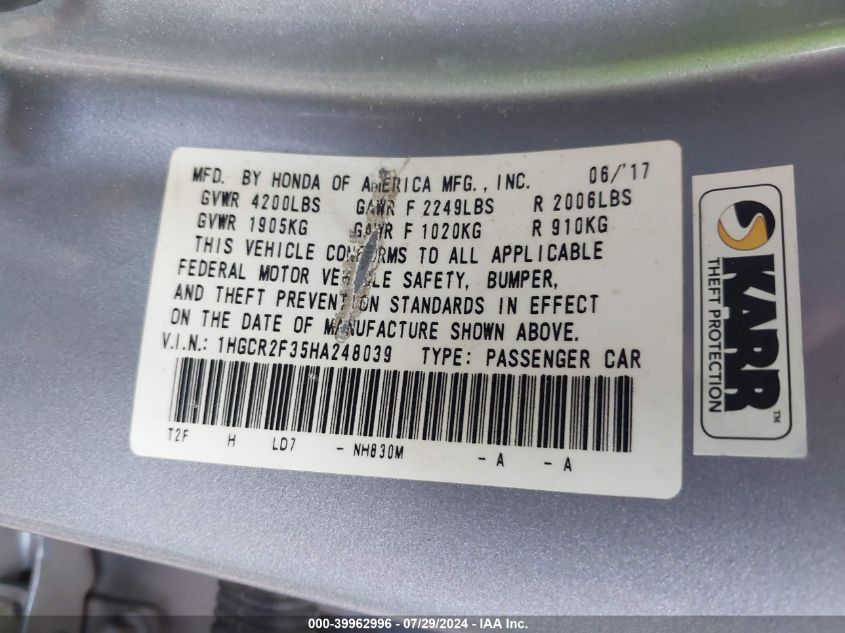 MFD. BY HONDA OF AMERICA MFG., INC. 06/'17
GVWR 4200LBS GAWR F 2249LBS R 2006LBS
GVWR 1905KG GAWR F 1020KG R 910KG
THIS VEHICLE CONFORMS TO ALL APPLICABLE
FEDERAL MOTOR VEHICLE SAFETY, BUMPER,
AND THEFT PREVENTION STANDARDS IN EFFECT
ON THE DATE OF MANUFACTURE SHOWN ABOVE.
V.I.N.: 1HGCR2F35HA248039 TYPE: PASSENGER CAR
T2F H LD7 - NH830M - A - A
KARR™
THEFT PROTECTION
000-39962996 - 07/29/2024 - IAA Inc.